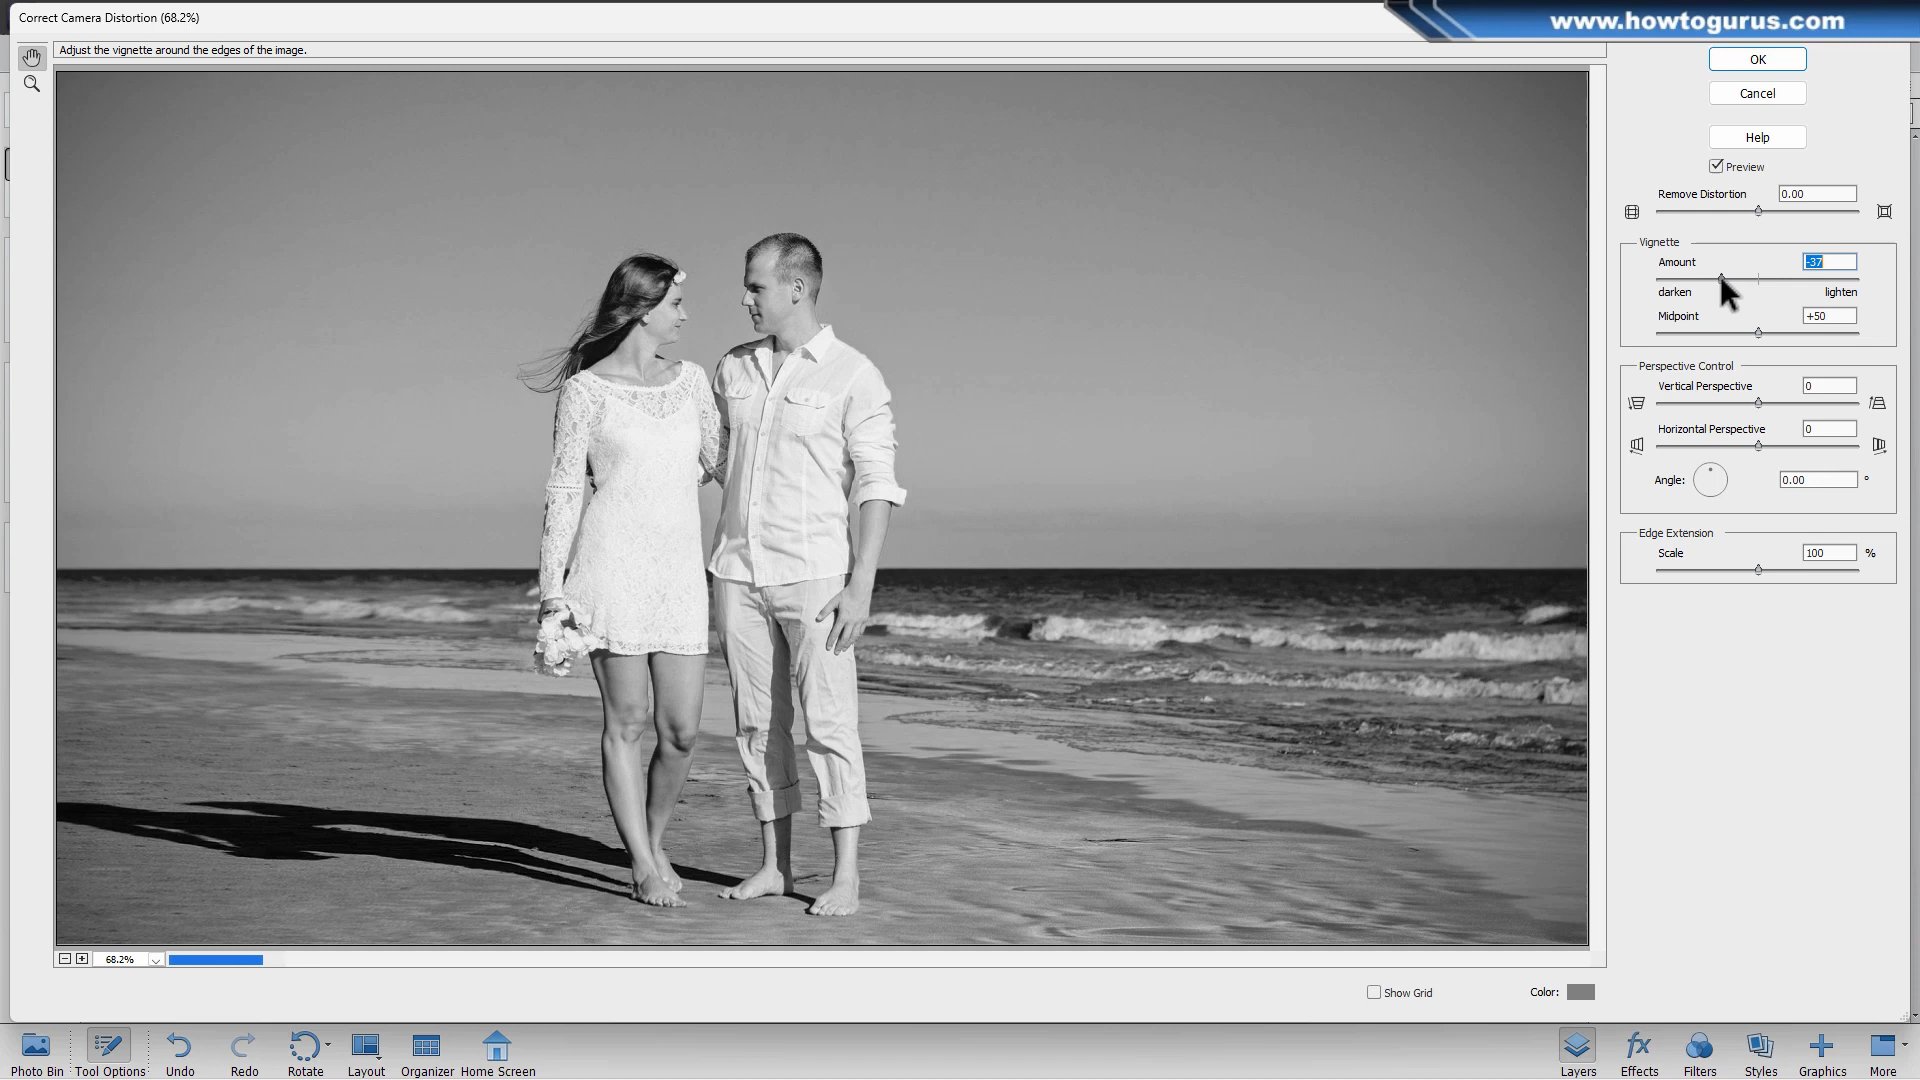 Correct Camera Distortion (68.2%)
www.howtogurus.com
Adjust the vignette around the edges of the image.
OK
Cancel
Help
Preview
Remove Distortion 0.00
Vignette
Amount -37
darken lighten
Midpoint +50
Perspective Control
Vertical Perspective 0
Horizontal Perspective 0
Angle: 0.00 °
Edge Extension
Scale 100 %
68.2%
Show Grid Color:
Photo Bin Tool Options Undo Redo Rotate Layout Organizer Home Screen fx Layers Effects Filters Styles Graphics More